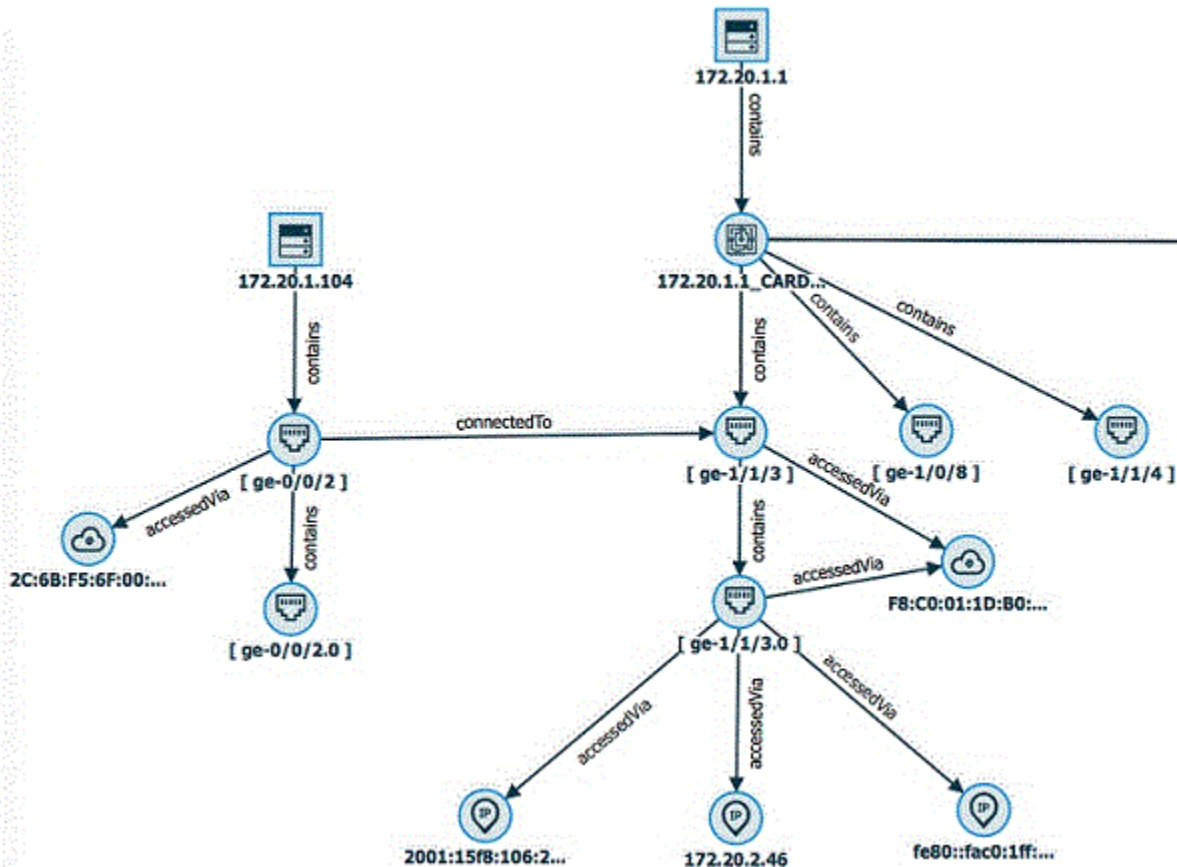 172.20.1.1
contains
172.20.1.104
172.20.1.1_CARD...
contains
contains
contains
contains
connectedTo
[ ge-0/0/2 ]
[ ge-1/1/3 ]
[ ge-1/0/8 ]
[ ge-1/1/4 ]
accessedVia
accessedVia
contains
contains
2C:6B:F5:6F:00:...
accessedVia
F8:C0:01:1D:B0:...
[ ge-0/0/2.0 ]
[ ge-1/1/3.0 ]
accessedVia
accessedVia
accessedVia
IP
IP
IP
2001:15f8:106:2...
172.20.2.46
fe80::fac0:1ff:...